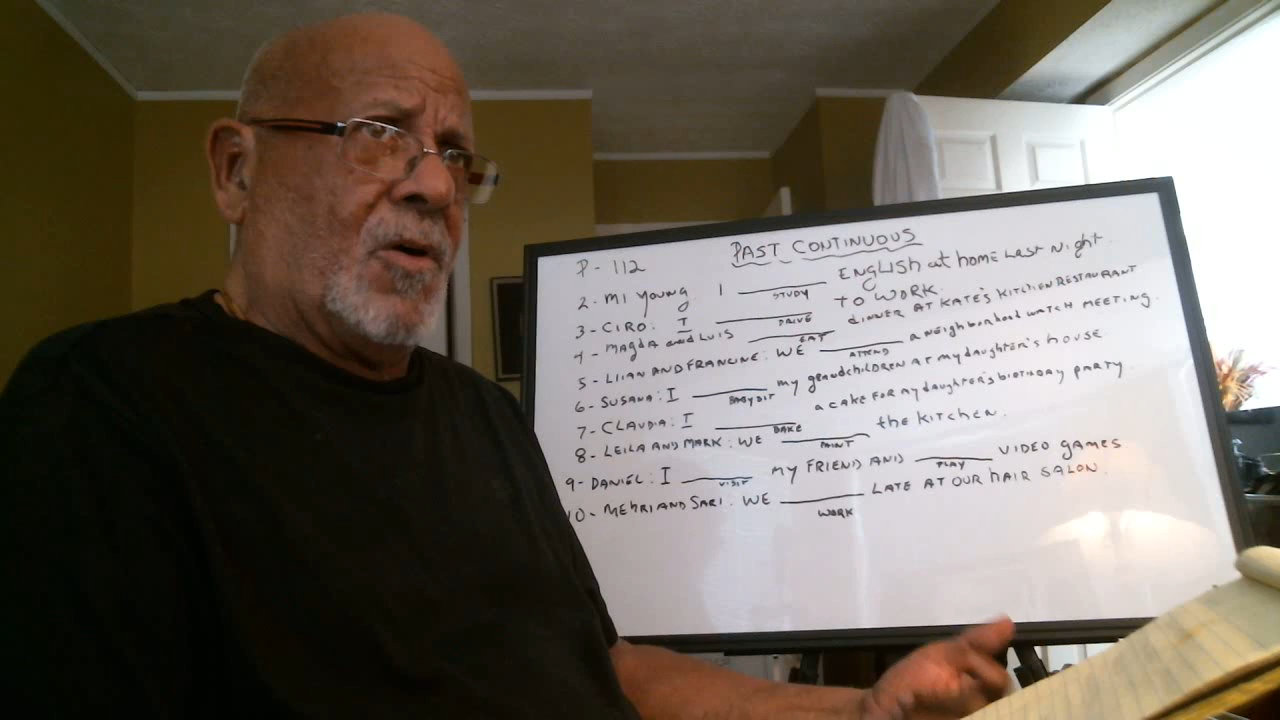 PAST CONTINUOUS
P- 112
2- MI YOUNG I ____ ENGLISH at home Last Night.
STUDY
3- CIRO: I ____ TO WORK.
DRIVE
4- MAGDA and LUIS ____ dINNER AT KATE'S KITCHEN RESTAURANT
EAT
5- LIIAN AND FRANCINE: WE ____ a NEIGHborhood WATCH MEETING.
ATTEND
6- SUSANA: I ____ my grandchildren AT my daughter's house.
BABYSIT
7- CLAUDIA: I ____ a CAKE FOR my daughter's birthday PARTY.
BAKE
8- LEILA AND MARK: WE ____ the Kitchen.
PAINT
9- DANIEL: I ____ MY FRIEND AND ____ VIDEO GAMES
VISIT PLAY
10- MEHRI AND SARI: WE ____ LATE AT OUR HAIR SALON.
WORK